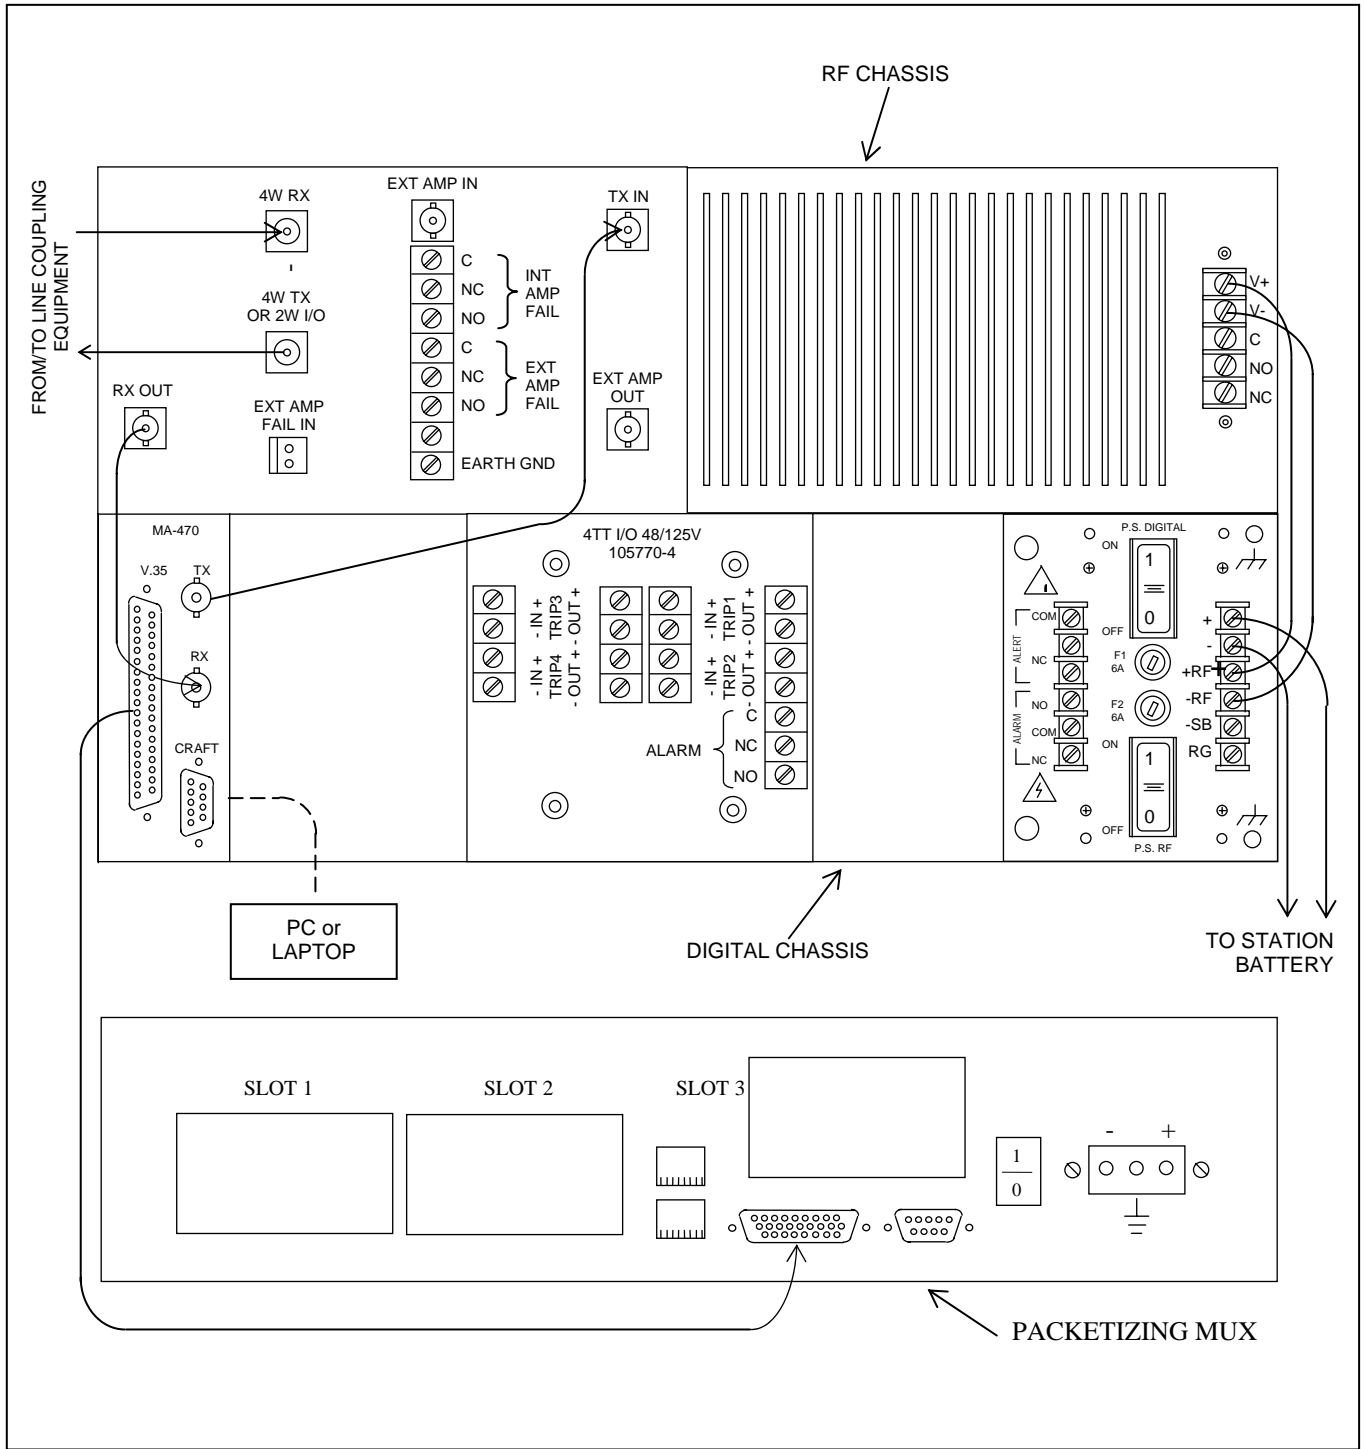 RF CHASSIS
FROM/TO LINE COUPLING
EQUIPMENT
4W RX
EXT AMP IN
TX IN
C
NC
NO
INT
AMP
FAIL
4W TX
OR 2W I/O
C
NC
NO
EXT
AMP
FAIL
RX OUT
EXT AMP
FAIL IN
EXT AMP
OUT
EARTH GND
V+
V-
C
NO
NC
MA-470
V.35
TX
RX
CRAFT
4TT I/O 48/125V
105770-4
- IN +
TRIP3
- OUT +
- IN +
TRIP4
- OUT +
- IN +
TRIP1
- OUT +
- IN +
TRIP2
- OUT +
ALARM
C
NC
NO
P.S. DIGITAL
ON
1
0
OFF
COM
ALERT
NC
NO
ALARM
COM
NC
F1
6A
F2
6A
ON
1
0
OFF
P.S. RF
+
-
+RF
-RF
-SB
RG
PC or
LAPTOP
DIGITAL CHASSIS
TO STATION
BATTERY
SLOT 1
SLOT 2
SLOT 3
1
0
- +
PACKETIZING MUX